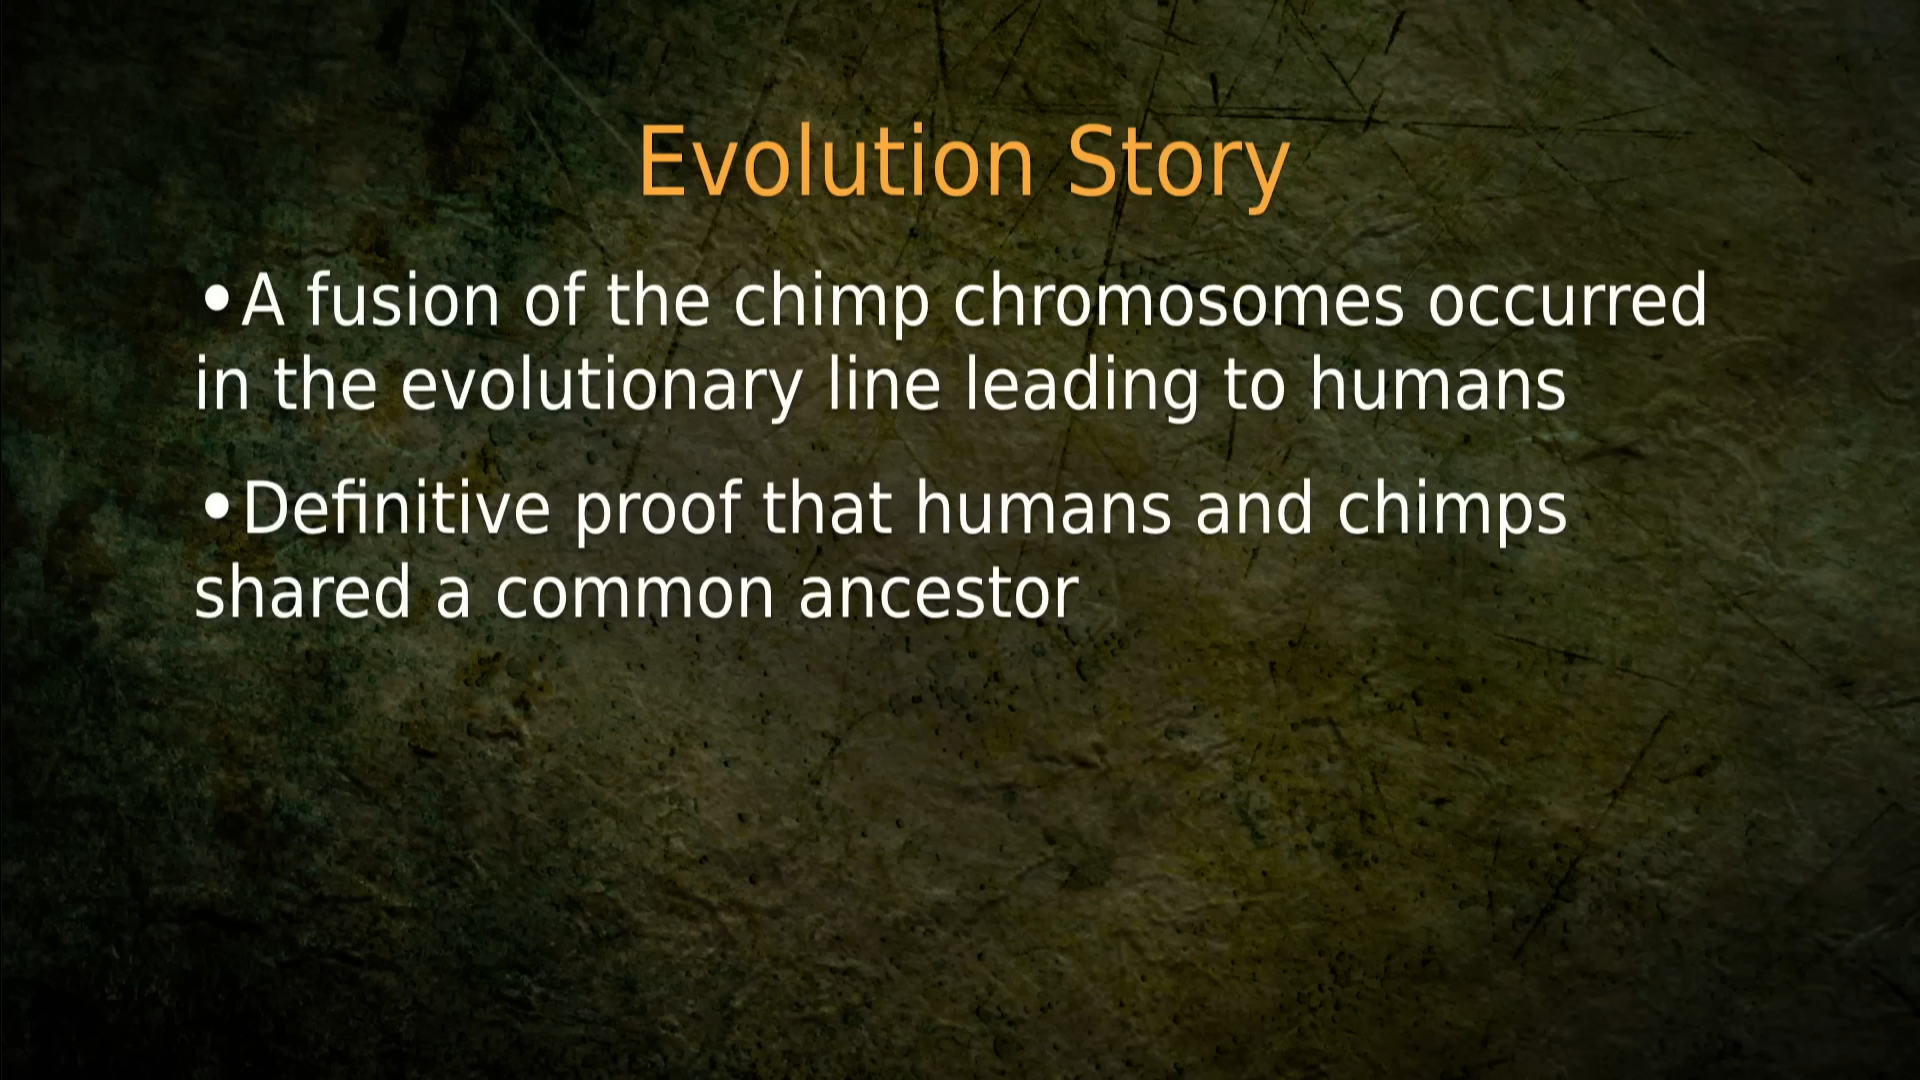 Evolution Story
•A fusion of the chimp chromosomes occurred
in the evolutionary line leading to humans
•Definitive proof that humans and chimps
shared a common ancestor